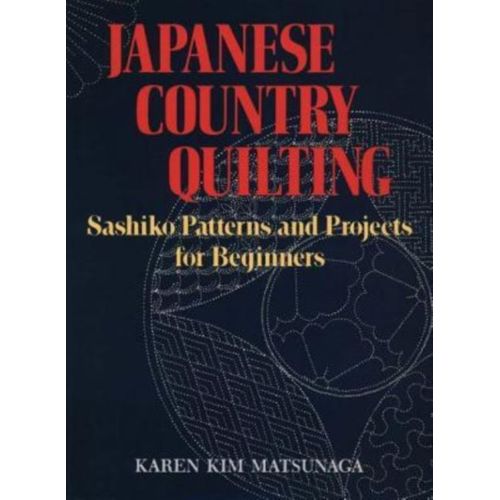 JAPANESE
COUNTRY
QUILTING
Sashiko Patterns and Projects
for Beginners
KAREN KIM MATSUNAGA